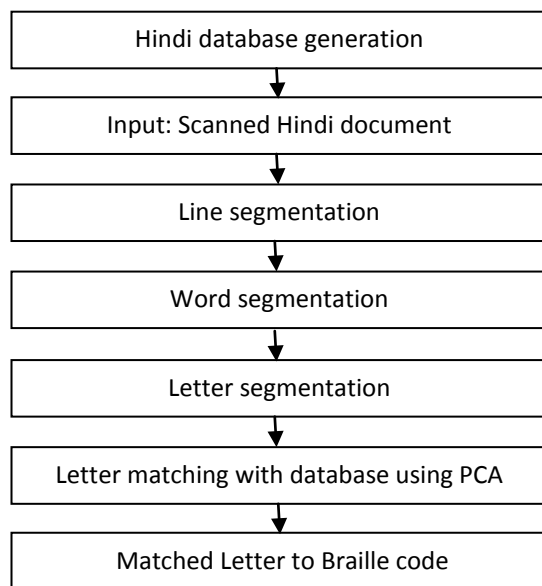 Hindi database generation
Input: Scanned Hindi document
Line segmentation
Word segmentation
Letter segmentation
Letter matching with database using PCA
Matched Letter to Braille code